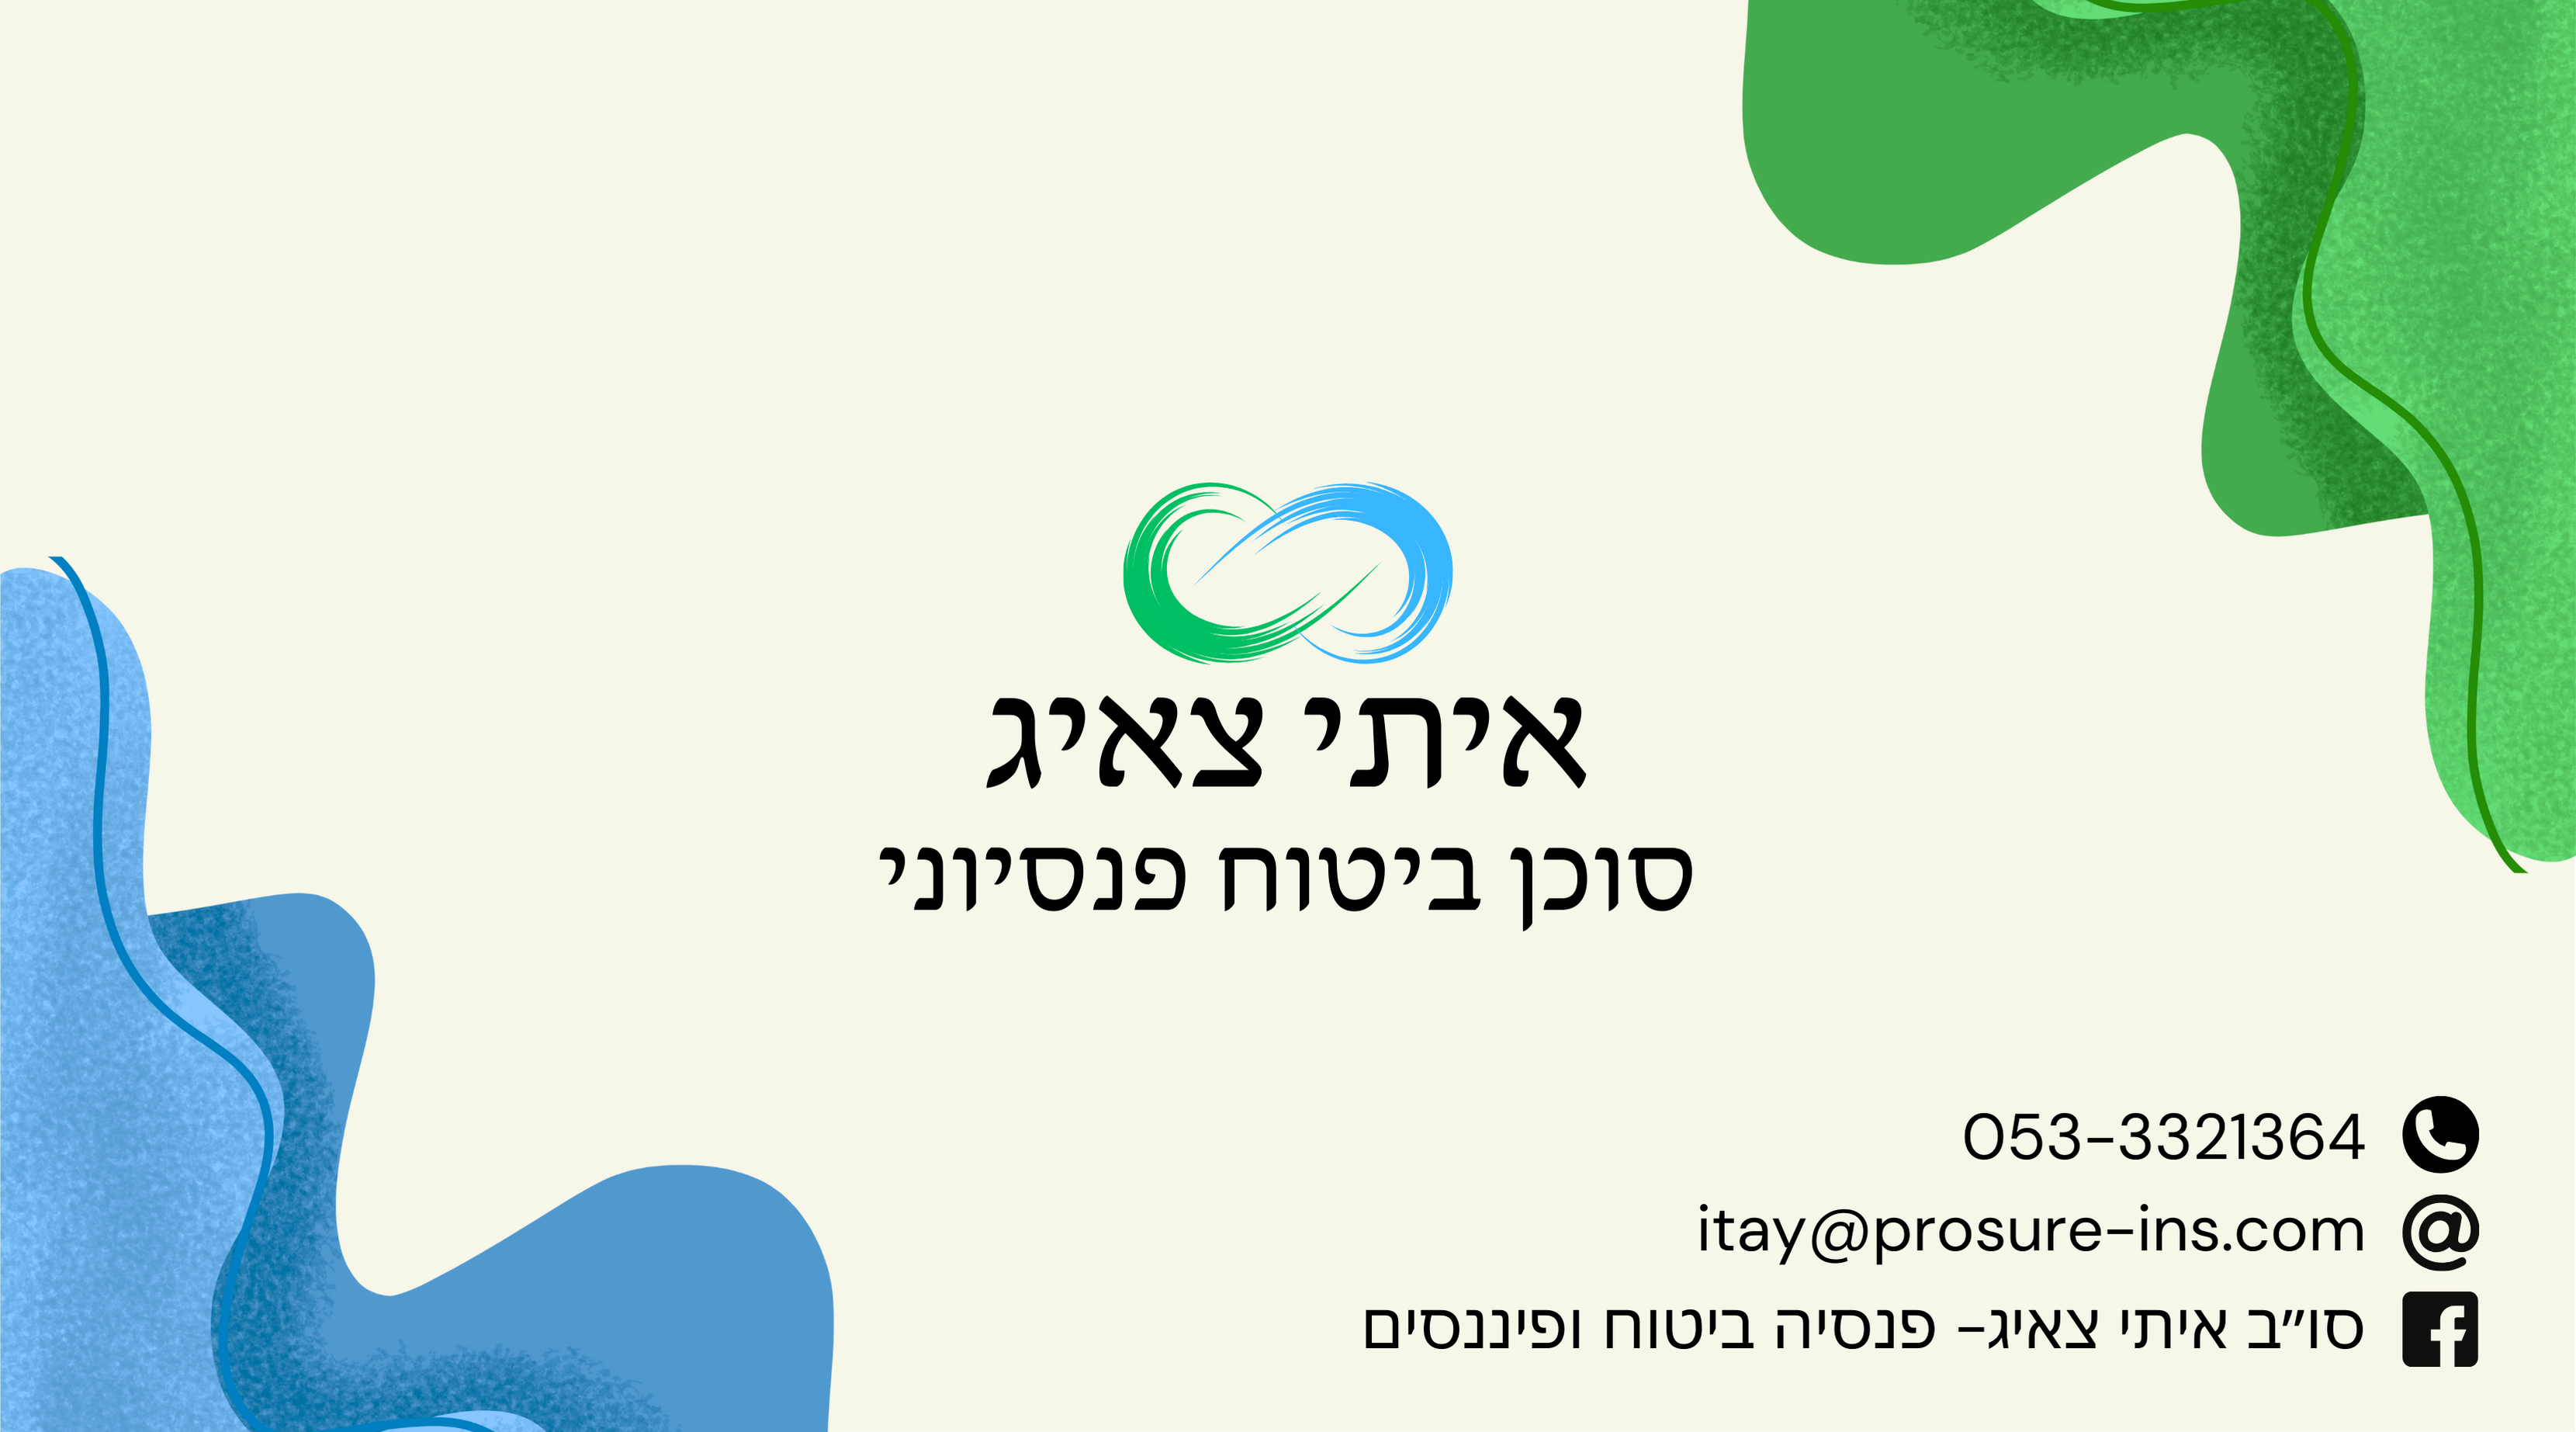 איתי צאיג
סוכן ביטוח פנסיוני
053-3321364
itay@prosure-ins.com
סו״ב איתי צאיג- פנסיה ביטוח ופיננסים